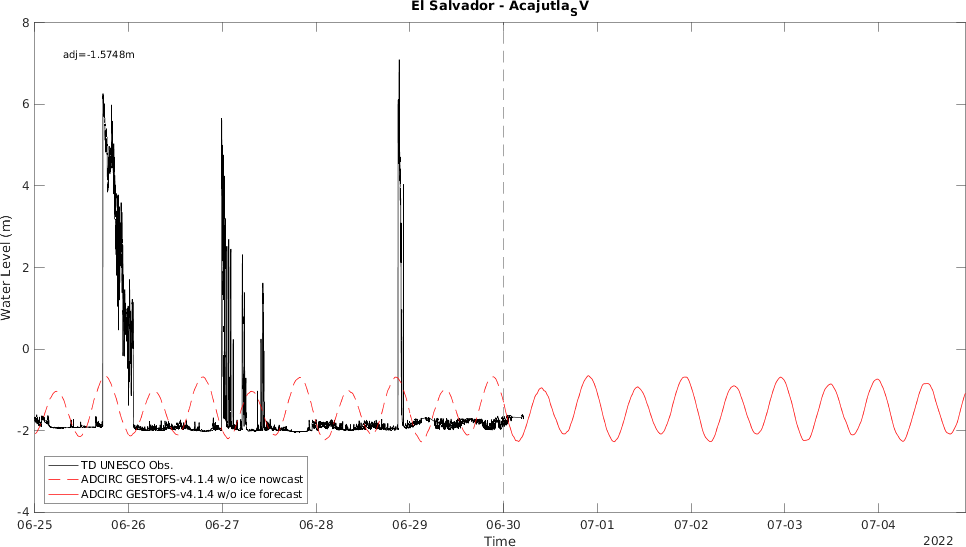 El Salvador - AcajutlaSV
adj=-1.5748m
8
6
4
2
0
-2
-4
Water Level (m)
TD UNESCO Obs.
ADCIRC GESTOFS-v4.1.4 w/o ice nowcast
ADCIRC GESTOFS-v4.1.4 w/o ice forecast
06-25 06-26 06-27 06-28 06-29 06-30 07-01 07-02 07-03 07-04
Time
2022